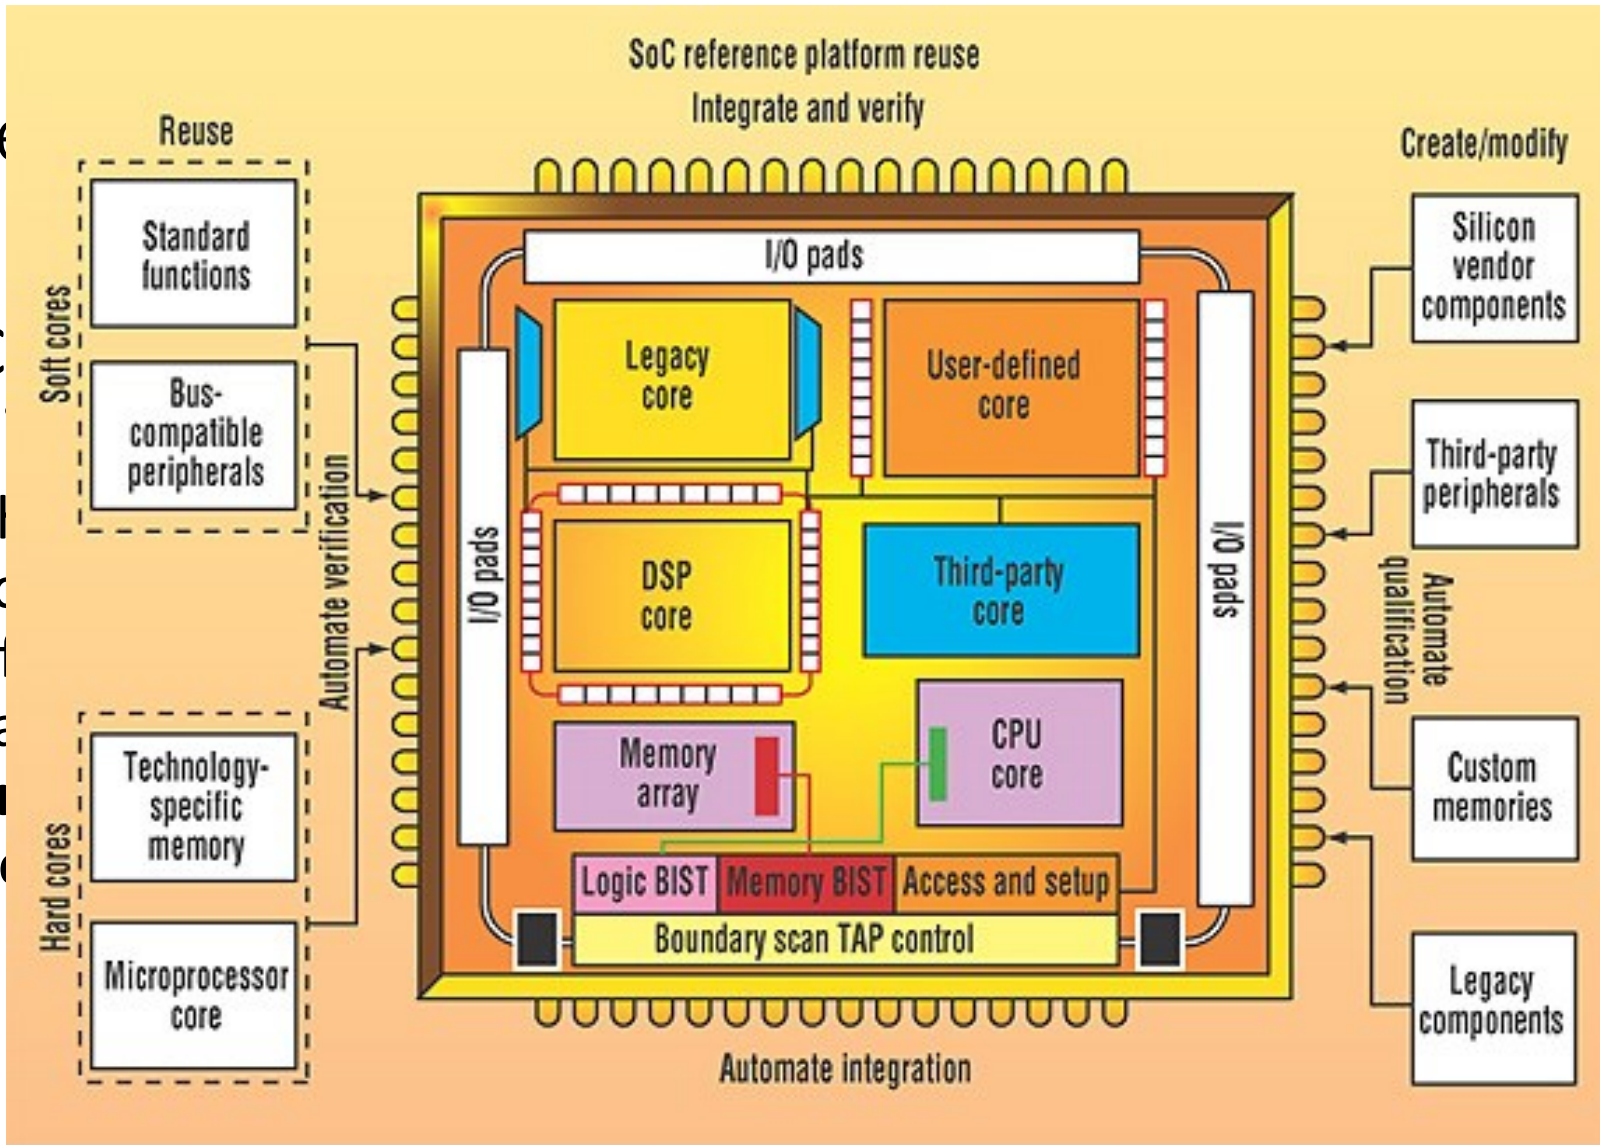 SoC reference platform reuse
Integrate and verify
Reuse
Create/modify
Soft cores
Standard
functions
Bus-
compatible
peripherals
Automate verification
Hard cores
Technology-
specific
memory
Microprocessor
core
I/O pads
I/O pads
I/O pads
Legacy
core
User-defined
core
DSP
core
Third-party
core
Memory
array
CPU
core
Logic BIST
Memory BIST
Access and setup
Boundary scan TAP control
Automate integration
Silicon
vendor
components
Third-party
peripherals
Automate
qualification
Custom
memories
Legacy
components